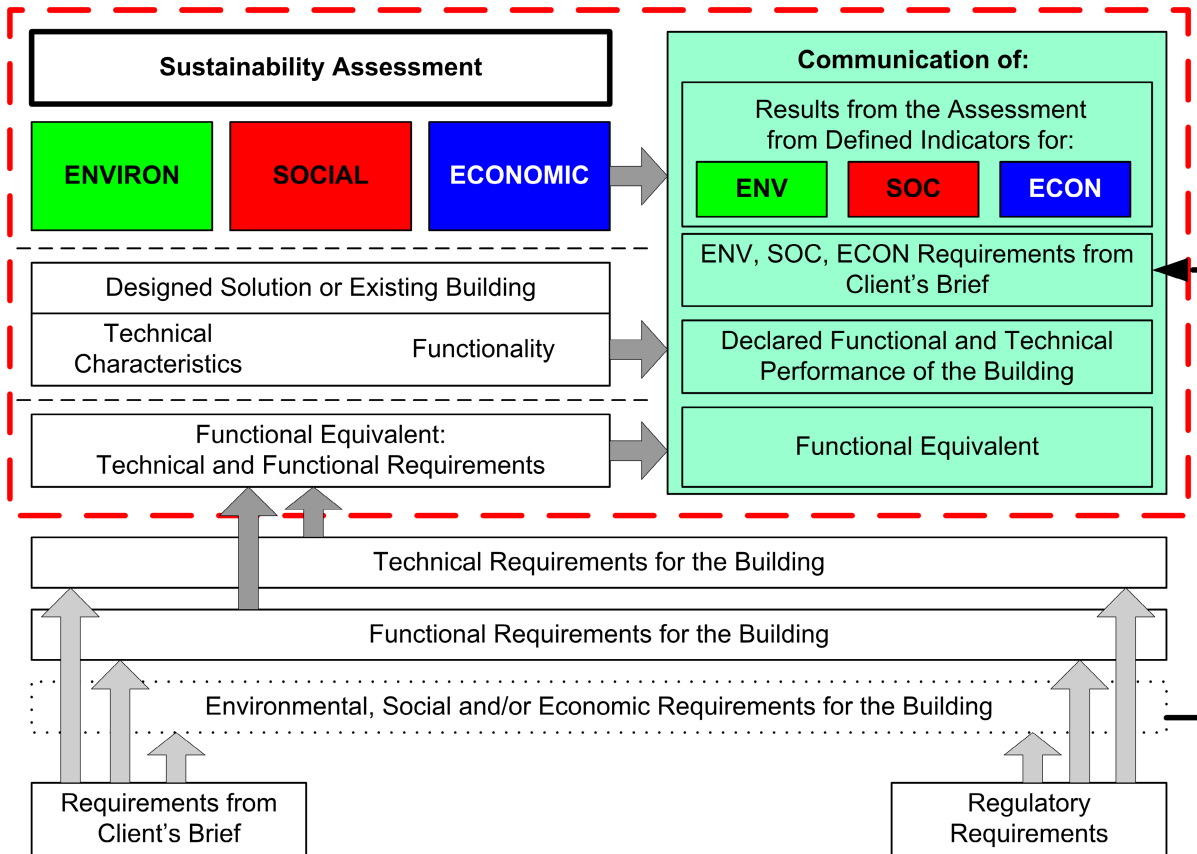 Sustainability Assessment
ENVIRON
SOCIAL
ECONOMIC
Communication of:
Results from the Assessment
from Defined Indicators for:
ENV
SOC
ECON
ENV, SOC, ECON Requirements from
Client’s Brief
Designed Solution or Existing Building
Technical
Characteristics
Functionality
Declared Functional and Technical
Performance of the Building
Functional Equivalent:
Technical and Functional Requirements
Functional Equivalent
Technical Requirements for the Building
Functional Requirements for the Building
Environmental, Social and/or Economic Requirements for the Building
Requirements from
Client’s Brief
Regulatory
Requirements